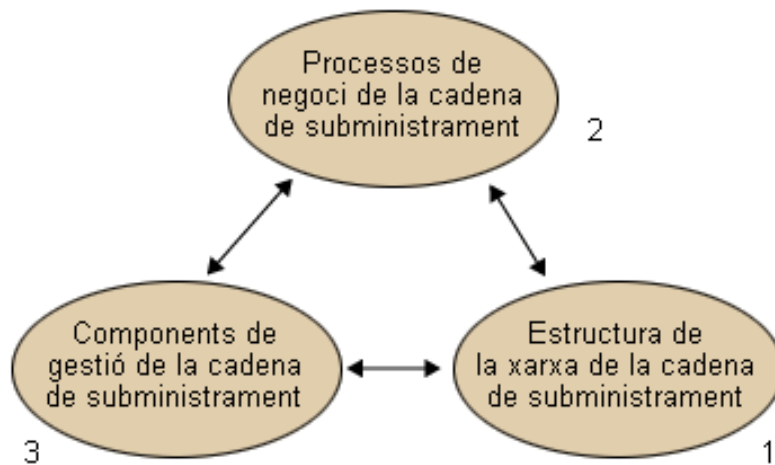 Processos de
negoci de la cadena
de subministrament
2
Components de
gestió de la cadena
de subministrament
3
Estructura de
la xarxa de la cadena
de subministrament
1